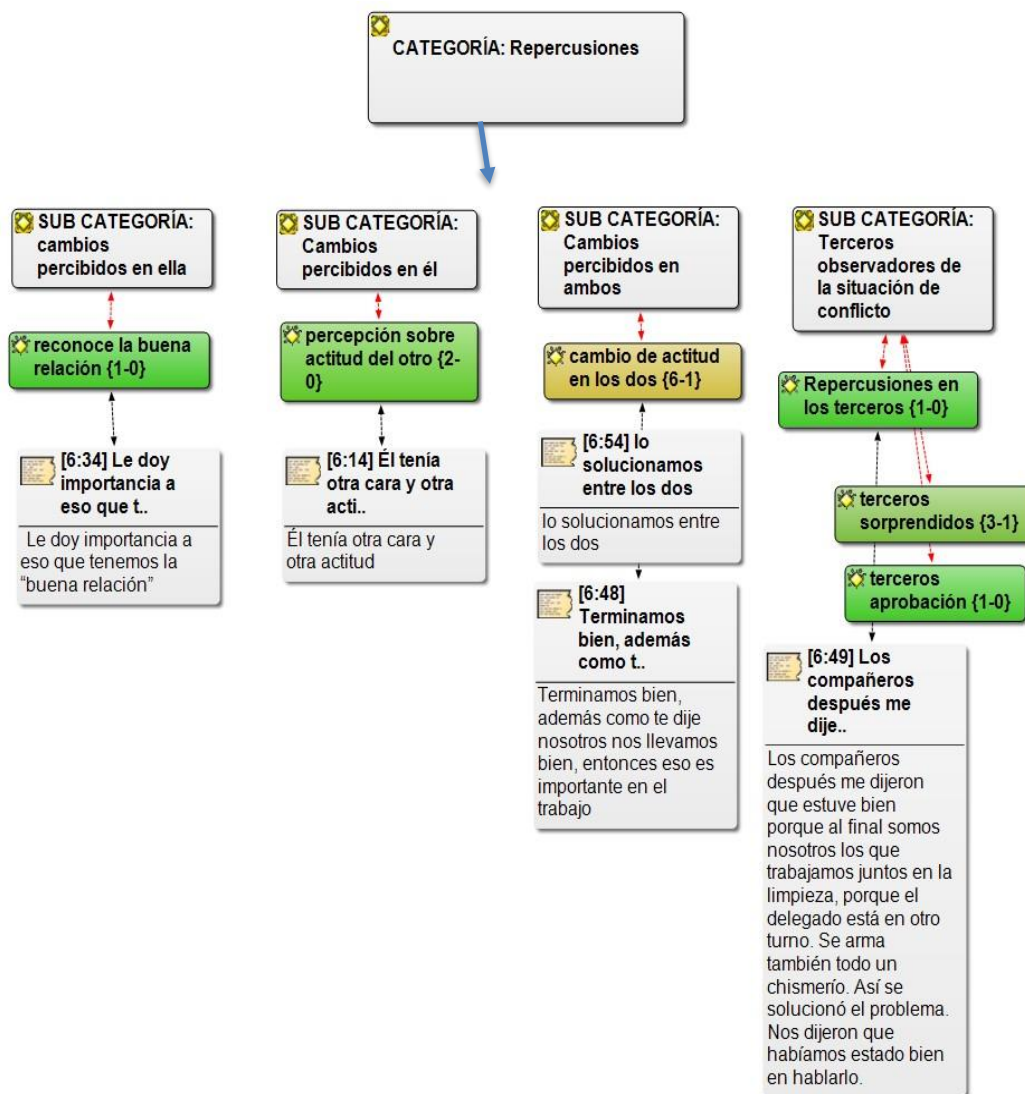 CATEGORÍA: Repercusiones
SUB CATEGORÍA:
cambios
percibidos en ella
reconoce la buena
relación {1-0}
[6:34] Le doy
importancia a
eso que t..
Le doy importancia a
eso que tenemos la
“buena relación”
SUB CATEGORÍA:
Cambios
percibidos en él
percepción sobre
actitud del otro {2-
0}
[6:14] Él tenía
otra cara y otra
acti..
Él tenía otra cara y
otra actitud
SUB CATEGORÍA:
Cambios
percibidos en
ambos
cambio de actitud
en los dos {6-1}
[6:54] lo
solucionamos
entre los dos
lo solucionamos entre
los dos
[6:48]
Terminamos
bien, además
como t..
Terminamos bien,
además como te dije
nosotros nos llevamos
bien, entonces eso es
importante en el
trabajo
SUB CATEGORÍA:
Terceros
observadores de
la situación de
conflicto
Repercusiones en
los terceros {1-0}
terceros
sorprendidos {3-1}
terceros
aprobación {1-0}
[6:49] Los
compañeros
después me
dije..
Los compañeros
después me dijeron
que estuve bien
porque al final somos
nosotros los que
trabajamos juntos en la
limpieza, porque el
delegado está en otro
turno. Se arma
también todo un
chismerío. Así se
solucionó el problema.
Nos dijeron que
habíamos estado bien
en hablarlo.